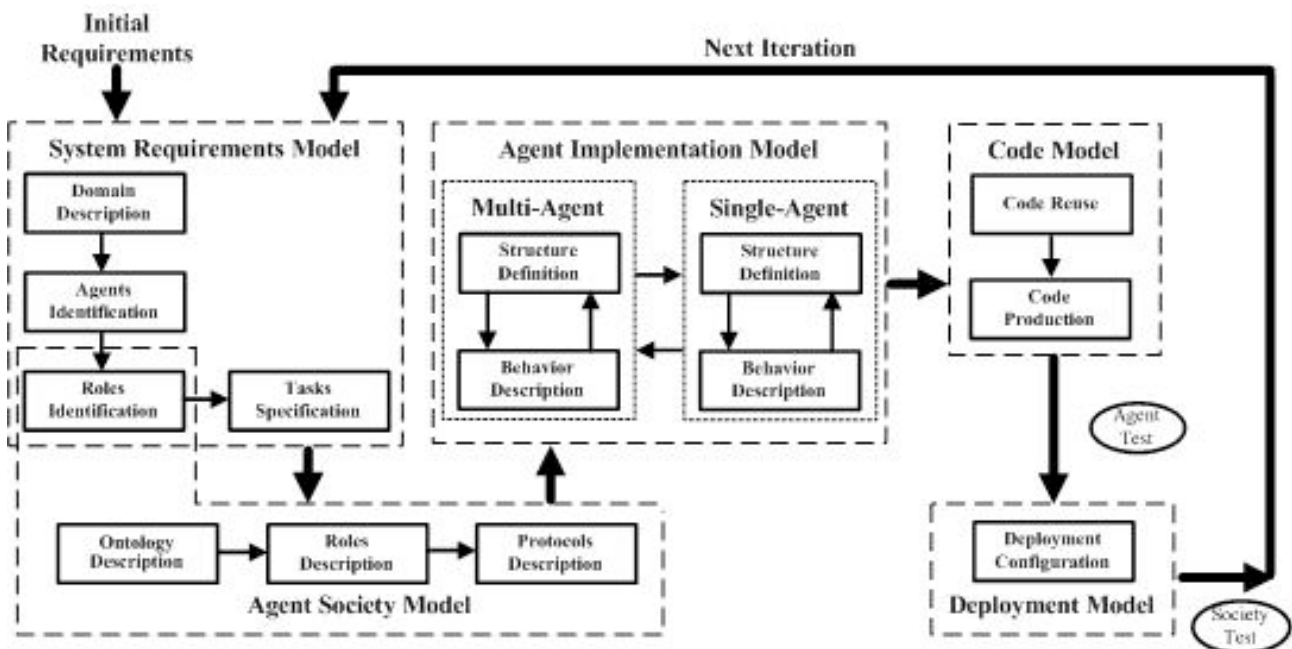 Initial
Requirements
Next Iteration
System Requirements Model
Domain
Description
Agents
Identification
Roles
Identification
Tasks
Specification
Agent Implementation Model
Multi-Agent
Structure
Definition
Behavior
Description
Single-Agent
Structure
Definition
Behavior
Description
Code Model
Code Reuse
Code
Production
Agent
Test
Ontology
Description
Roles
Description
Protocols
Description
Agent Society Model
Deployment
Configuration
Deployment Model
Society
Test